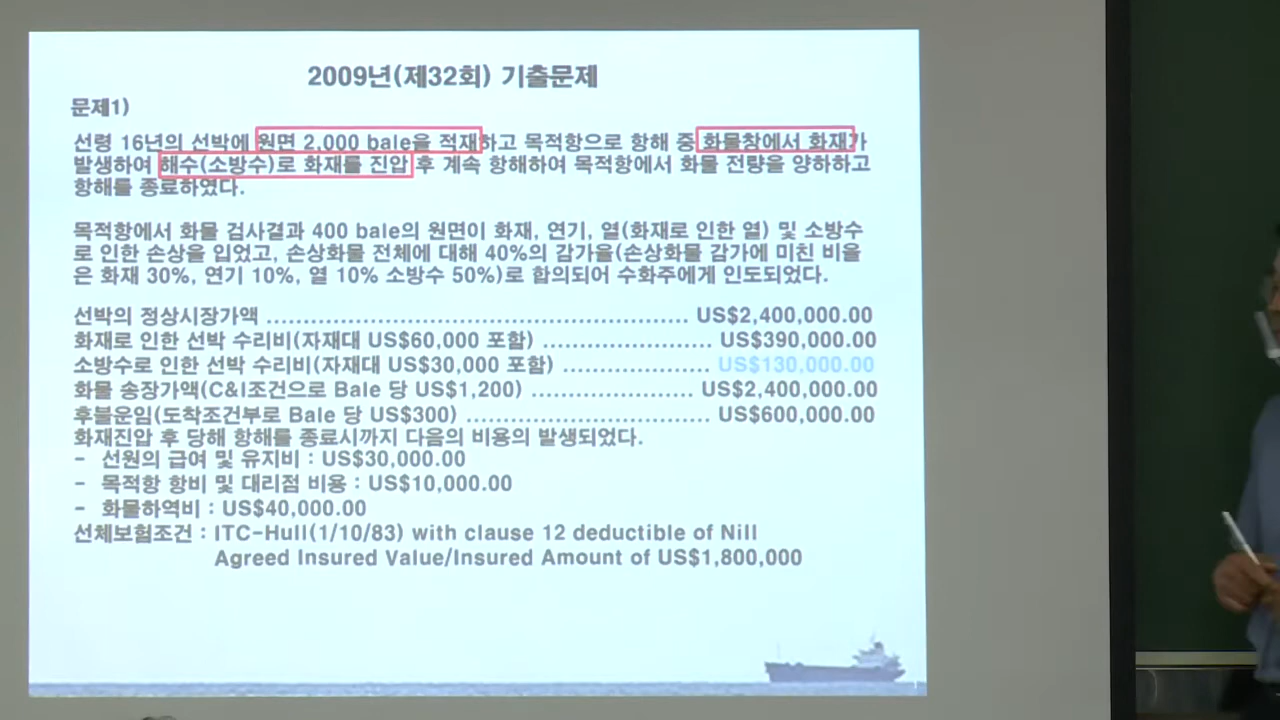 2009년(제32회) 기출문제
문제1)
선령 16년의 선박에 원면 2,000 bale을 적재하고 목적항으로 항해 중 화물창에서 화재가
발생하여 해수(소방수)로 화재를 진압 후 계속 항해하여 목적항에서 화물 전량을 양하하고
항해를 종료하였다.
목적항에서 화물 검사결과 400 bale의 원면이 화재, 연기, 열(화재로 인한 열) 및 소방수
로 인한 손상을 입었고, 손상화물 전체에 대해 40%의 감가율(손상화물 감가에 미친 비율
은 화재 30%, 연기 10%, 열 10% 소방수 50%)로 합의되어 수화주에게 인도되었다.
선박의 정상시장가액 ........................................................... US$2,400,000.00
화재로 인한 선박 수리비(자재대 US$60,000 포함) ........................ US$390,000.00
소방수로 인한 선박 수리비(자재대 US$30,000 포함) ..................... US$130,000.00
화물 송장가액(C&I조건으로 Bale 당 US$1,200) ....................... US$2,400,000.00
후불운임(도착조건부로 Bale 당 US$300) .................................. US$600,000.00
화재진압 후 당해 항해를 종료시까지 다음의 비용의 발생되었다.
- 선원의 급여 및 유지비 : US$30,000.00
- 목적항 항비 및 대리점 비용 : US$10,000.00
- 화물하역비 : US$40,000.00
선체보험조건 : ITC-Hull(1/10/83) with clause 12 deductible of Nill
Agreed Insured Value/Insured Amount of US$1,800,000